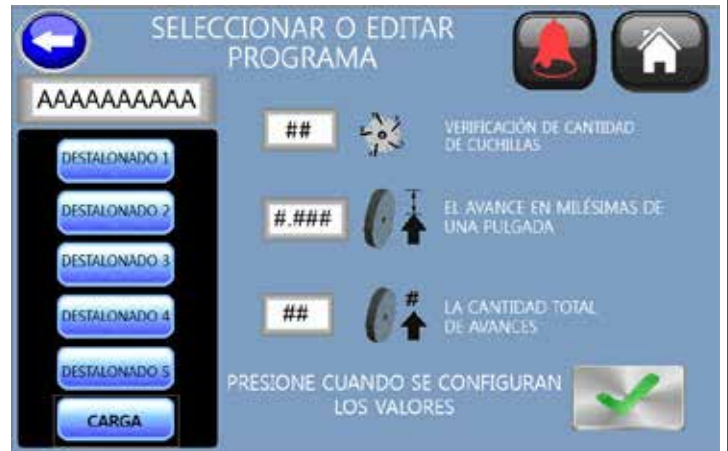 SELECCIONAR O EDITAR
PROGRAMA
AAAAAAAAAA
DESTALONADO 1
DESTALONADO 2
DESTALONADO 3
DESTALONADO 4
DESTALONADO 5
CARGA
##
VERIFICACIÓN DE CANTIDAD
DE CUCHILLAS
#.###
EL AVANCE EN MILÉSIMAS DE
UNA PULGADA
##
#
LA CANTIDAD TOTAL
DE AVANCES
PRESIONE CUANDO SE CONFIGURAN
LOS VALORES